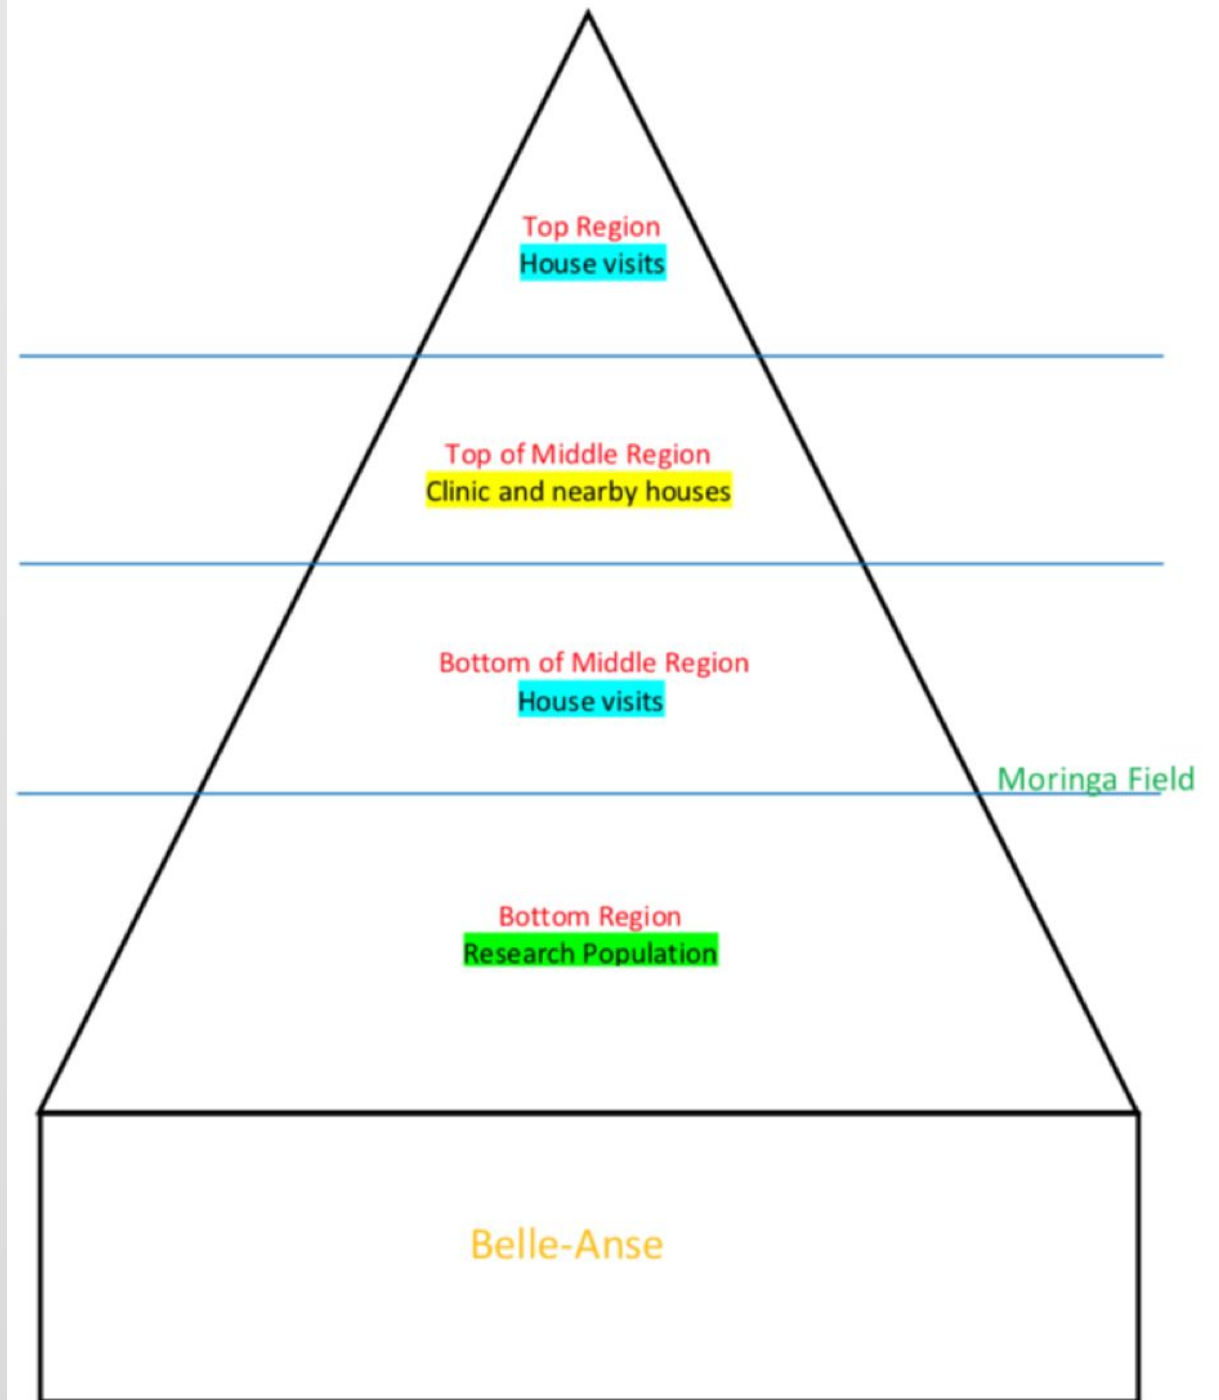 Top Region
House visits
Top of Middle Region
Clinic and nearby houses
Bottom of Middle Region
House visits
Moringa Field
Bottom Region
Research Population
Belle-Anse